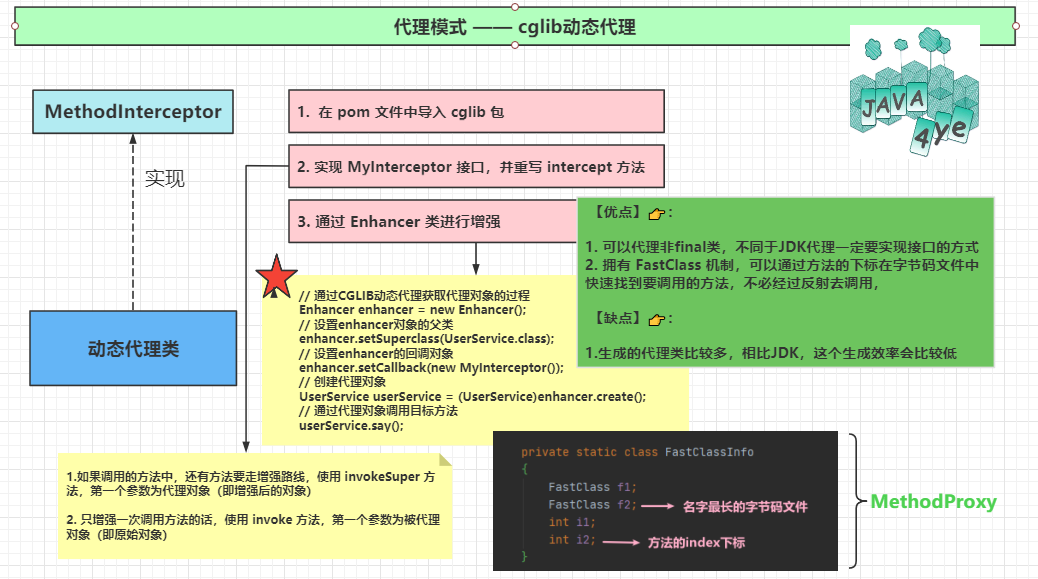 代理模式 —— cglib动态代理
JAVA
4ye
MethodInterceptor
实现
动态代理类
1. 在 pom 文件中导入 cglib 包
2. 实现 MyInterceptor 接口，并重写 intercept 方法
3. 通过 Enhancer 类进行增强
【优点】👉：
1. 可以代理非final类，不同于JDK代理一定要实现接口的方式
2. 拥有 FastClass 机制，可以通过方法的下标在字节码文件中
快速找到要调用的方法，不必经过反射去调用，
【缺点】👉：
1.生成的代理类比较多，相比JDK，这个生成效率会比较低
// 通过CGLIB动态代理获取代理对象的过程
Enhancer enhancer = new Enhancer();
// 设置enhancer对象的父类
enhancer.setSuperclass(UserService.class);
// 设置enhancer的回调对象
enhancer.setCallback(new MyInterceptor());
// 创建代理对象
UserService userService = (UserService)enhancer.create();
// 通过代理对象调用目标方法
userService.say();
1.如果调用的方法中，还有方法要走增强路线，使用 invokeSuper 方
法，第一个参数为代理对象（即增强后的对象）
2. 只增强一次调用方法的话，使用 invoke 方法，第一个参数为被代理
对象（即原始对象）
private static class FastClassInfo
{
FastClass f1;
FastClass f2; 名字最长的字节码文件
int i1;
int i2; 方法的index下标
}
MethodProxy